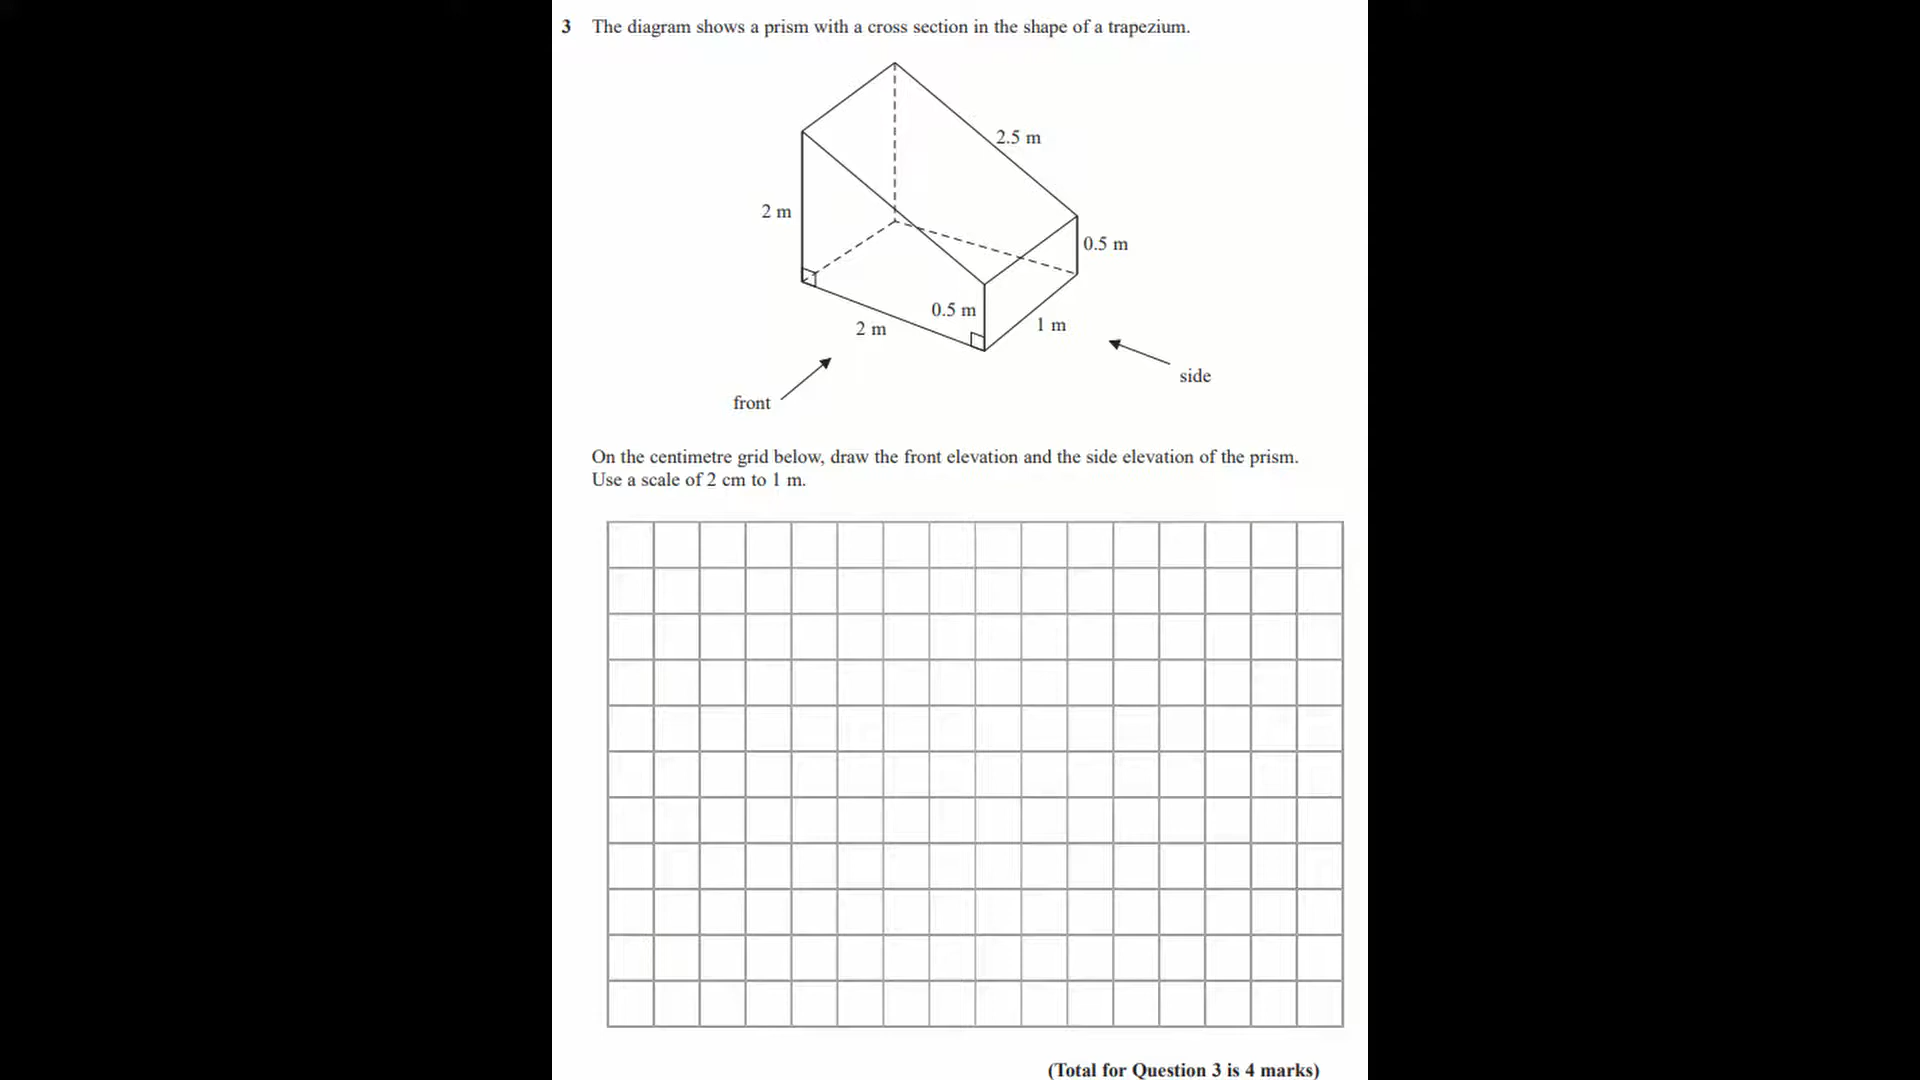 3 The diagram shows a prism with a cross section in the shape of a trapezium.
2.5 m
2 m
0.5 m
0.5 m
2 m
1 m
side
front
On the centimetre grid below, draw the front elevation and the side elevation of the prism.
Use a scale of 2 cm to 1 m.
(Total for Question 3 is 4 marks)